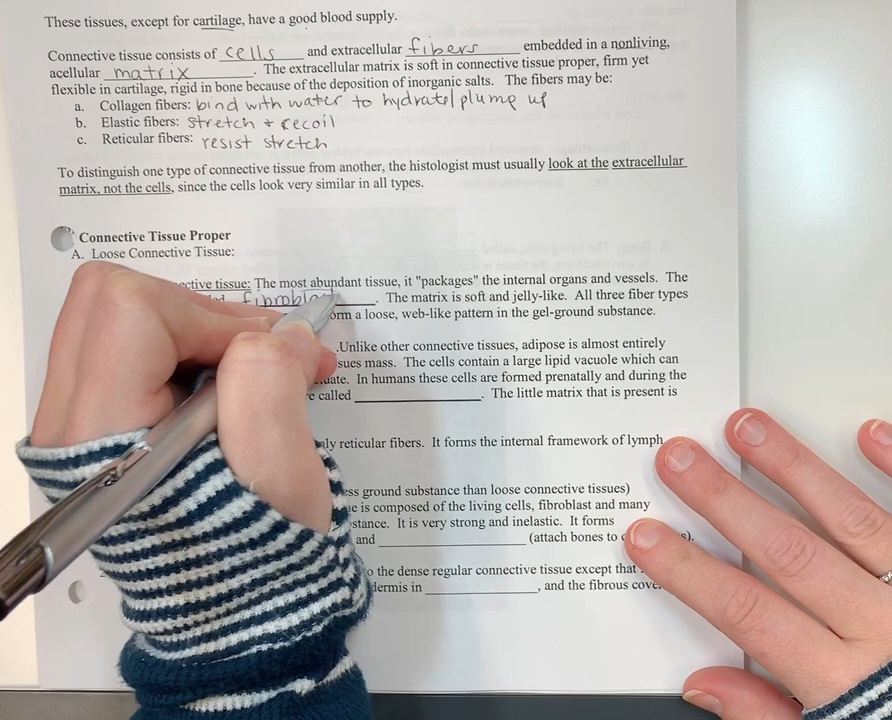 These tissues, except for cartilage, have a good blood supply.
Connective tissue consists of cells and extracellular fibers embedded in a nonliving,
acellular matrix. The extracellular matrix is soft in connective tissue proper, firm yet
flexible in cartilage, rigid in bone because of the deposition of inorganic salts. The fibers may be:
a. Collagen fibers: bind with water to hydrate/plump up
b. Elastic fibers: stretch + recoil
c. Reticular fibers: resist stretch
To distinguish one type of connective tissue from another, the histologist must usually look at the extracellular
matrix, not the cells, since the cells look very similar in all types.
Connective Tissue Proper
A. Loose Connective Tissue:
tissue: The most abundant tissue, it "packages" the internal organs and vessels. The
. The matrix is soft and jelly-like. All three fiber types
a loose, web-like pattern in the gel-ground substance.
.Unlike other connective tissues, adipose is almost entirely
mass. The cells contain a large lipid vacuole which can
In humans these cells are formed prenatally and during the
called ____. The little matrix that is present is
reticular fibers. It forms the internal framework of lymph
ground substance than loose connective tissues)
is composed of the living cells, fibroblast and many
It is very strong and inelastic. It forms
and ____ (attach bones to
the dense regular connective tissue except that
in ____, and the fibrous